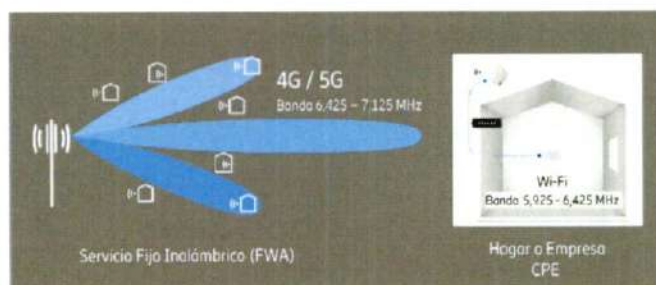 4G / 5G
Banda 6,425 – 7,125 MHz
Servicio Fijo Inalámbrico (FWA)
Wi-Fi
Banda 5,925 - 6,425 MHz
Hogar o Empresa
CPE